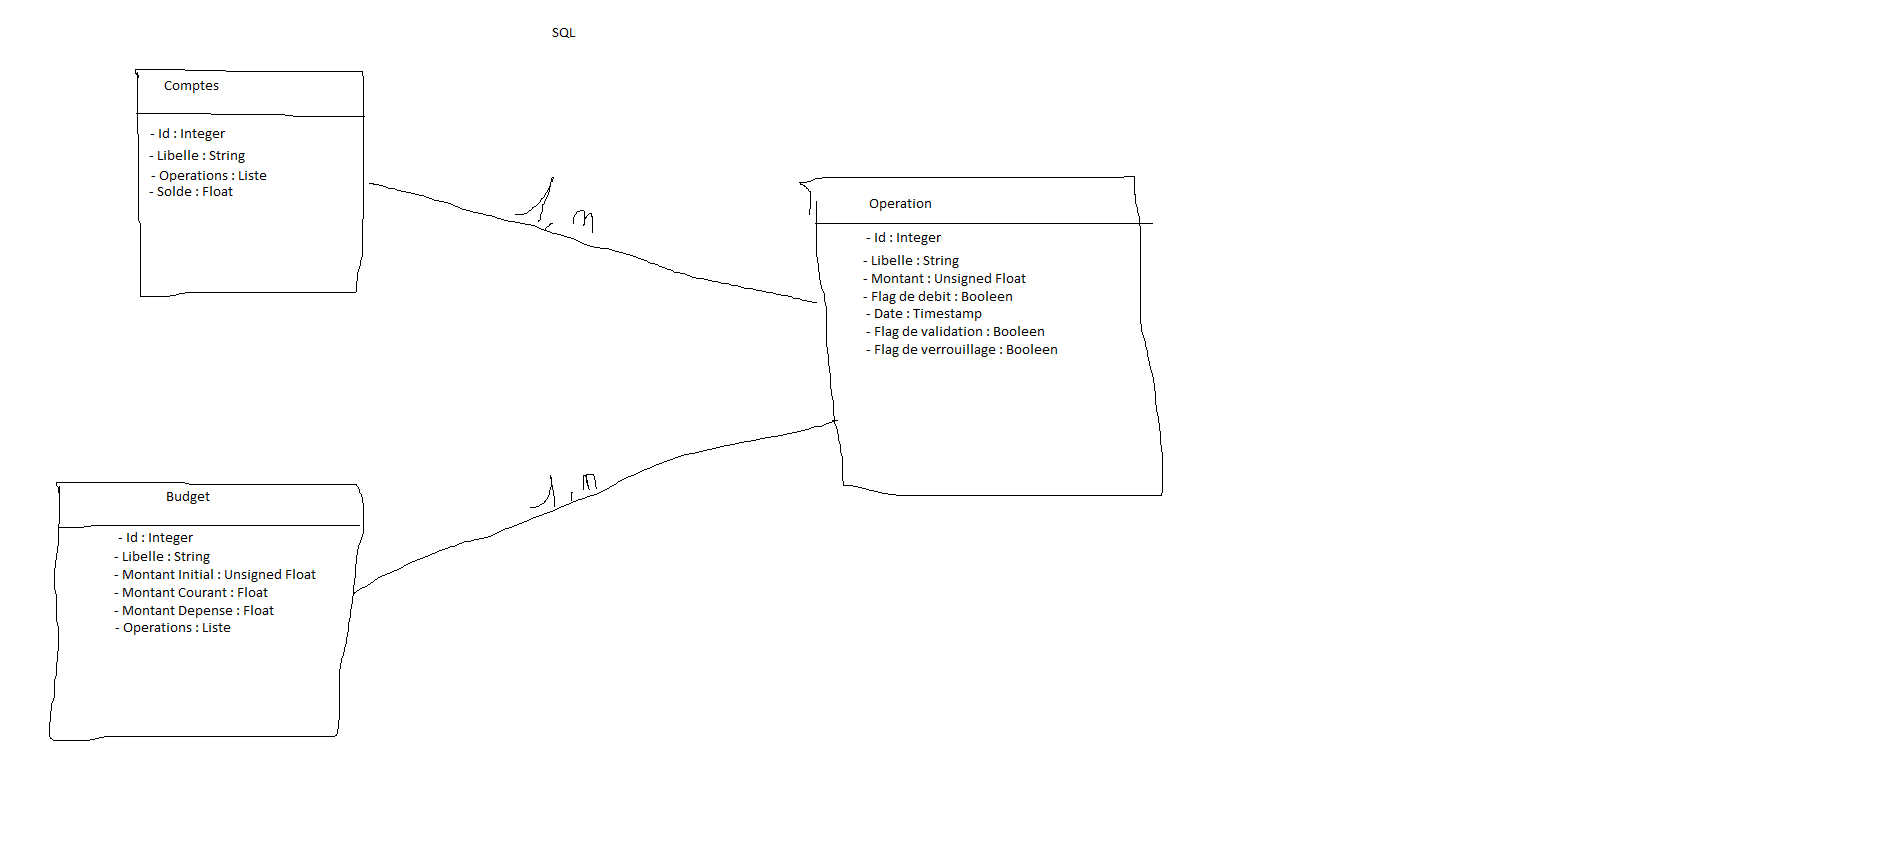 SQL
Comptes
- Id : Integer
- Libelle : String
- Operations : Liste
- Solde : Float
1, n
Operation
- Id : Integer
- Libelle : String
- Montant : Unsigned Float
- Flag de debit : Booleen
- Date : Timestamp
- Flag de validation : Booleen
- Flag de verrouillage : Booleen
1, n
Budget
- Id : Integer
- Libelle : String
- Montant Initial : Unsigned Float
- Montant Courant : Float
- Montant Depense : Float
- Operations : Liste